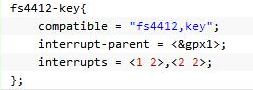 fs4412-key{
    compatible = "fs4412,key";
    interrupt-parent = <&gpx1>;
    interrupts = <1 2>,<2 2>;
};